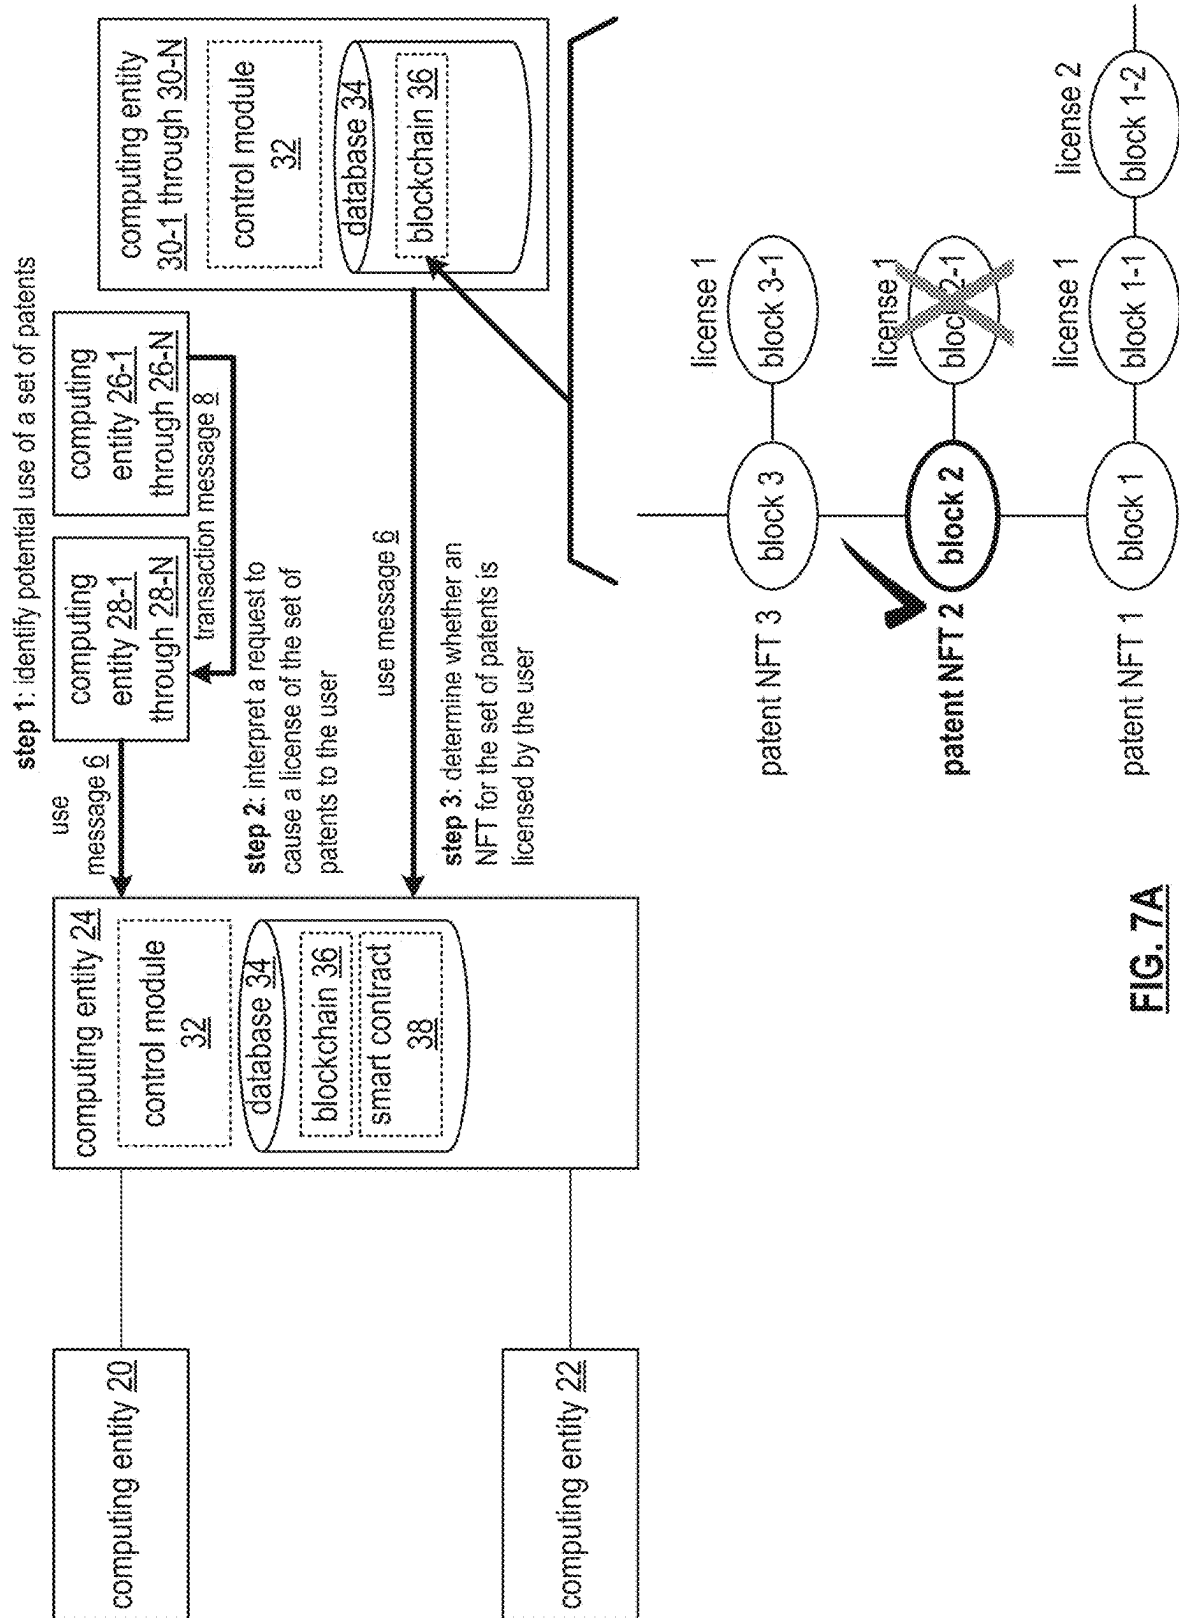 step 1: identify potential use of a set of patents
computing entity 20
computing entity 22
computing entity 24
control module
32
database 34
blockchain 36
smart contract
38
use
message 6
computing
entity 28-1
through 28-N
computing
entity 26-1
through 26-N
transaction message 8
step 2: interpret a request to
cause a license of the set of
patents to the user
use message 6
step 3: determine whether an
NFT for the set of patents is
licensed by the user
computing entity
30-1 through 30-N
control module
32
database 34
blockchain 36
patent NFT 3
block 3
license 1
block 3-1
patent NFT 2
block 2
license 1
block 2-1
patent NFT 1
block 1
license 1
block 1-1
license 2
block 1-2
FIG. 7A